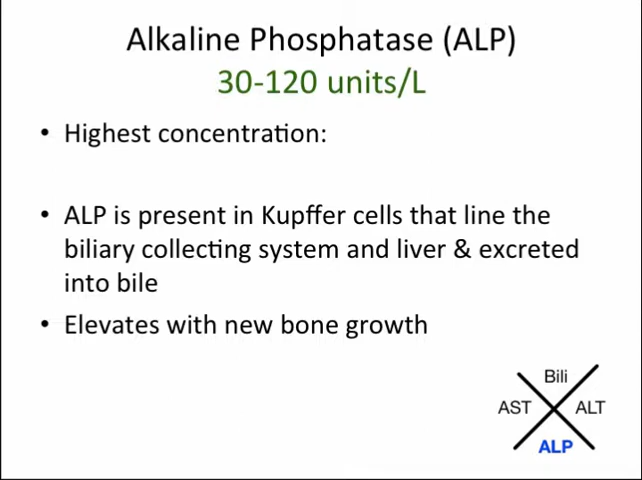 Alkaline Phosphatase (ALP)
30-120 units/L
• Highest concentration:
• ALP is present in Kupffer cells that line the
biliary collecting system and liver & excreted
into bile
• Elevates with new bone growth
Bili
AST ALT
ALP